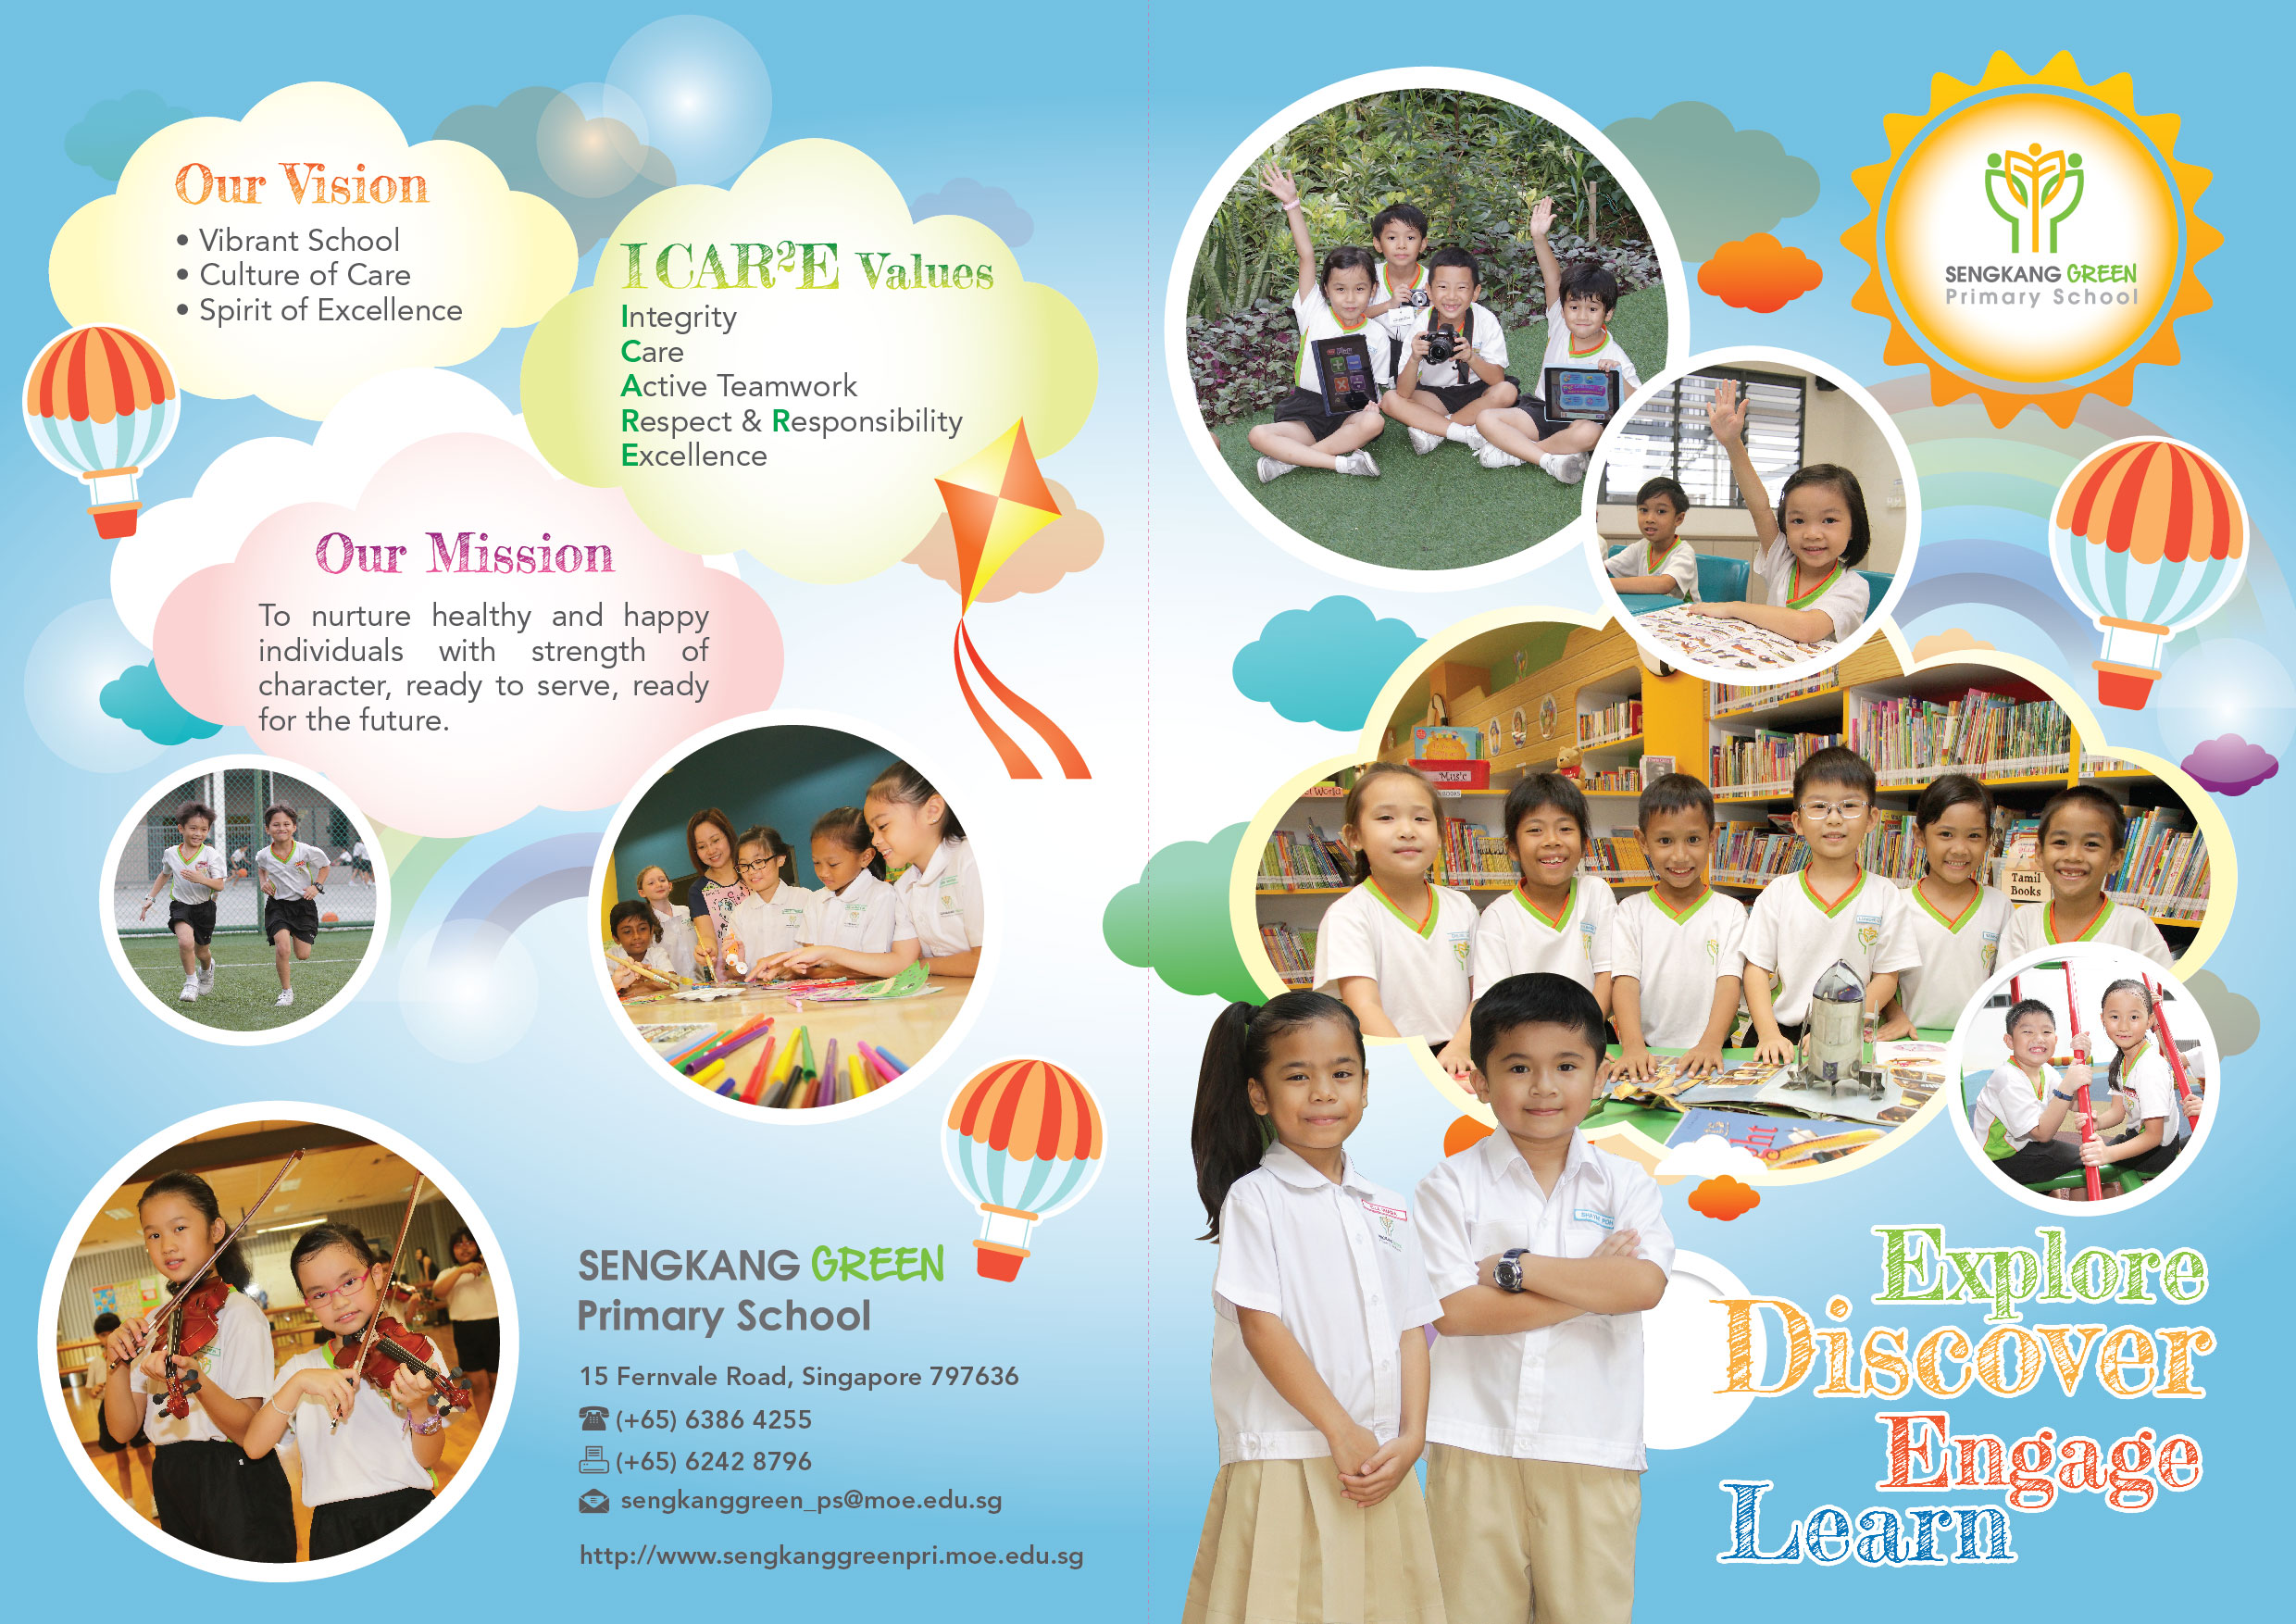 Our Vision
• Vibrant School
• Culture of Care
• Spirit of Excellence
I CAR²E Values
Integrity
Care
Active Teamwork
Respect & Responsibility
Excellence
Our Mission
To nurture healthy and happy
individuals with strength of
character, ready to serve, ready
for the future.
SENGKANG GREEN
Primary School
15 Fernvale Road, Singapore 797636
(+65) 6386 4255
(+65) 6242 8796
sengkanggreen_ps@moe.edu.sg
http://www.sengkanggreenpri.moe.edu.sg
SENGKANG GREEN
Primary School
Music
World
Tamil
Books
Explore
Discover
Engage
Learn